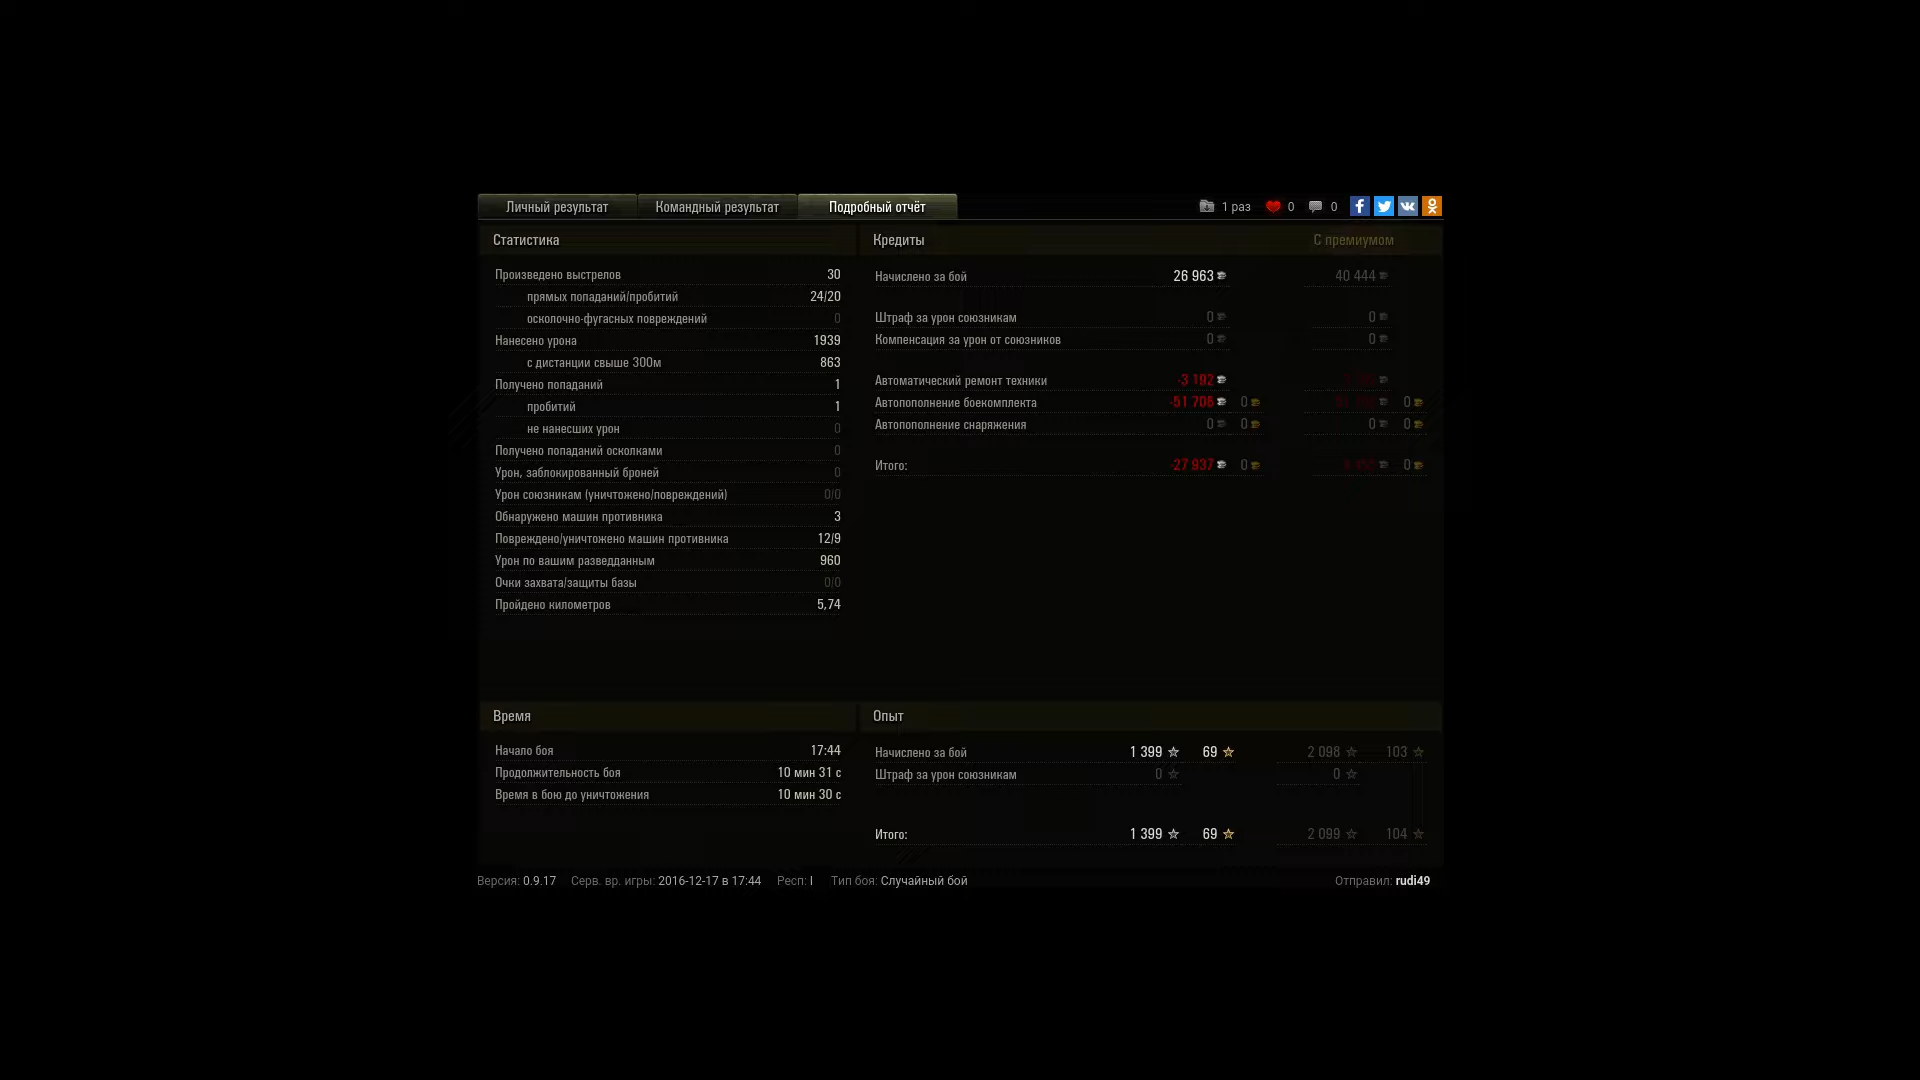 Личный результат Командный результат Подробный отчёт 1 раз 0 0
Статистика
Произведено выстрелов 30
прямых попаданий/пробитий 24/20
осколочно-фугасных повреждений 0
Нанесено урона 1939
с дистанции свыше 300м 863
Получено попаданий 1
пробитий 1
не нанесших урон 0
Получено попаданий осколками 0
Урон, заблокированный броней 0
Урон союзникам (уничтожено/повреждений) 0/0
Обнаружено машин противника 3
Повреждено/уничтожено машин противника 12/9
Урон по вашим разведданным 960
Очки захвата/защиты базы 0/0
Пройдено километров 5,74
Кредиты С премиумом
Начислено за бой 26 963 40 444
Штраф за урон союзникам 0 0
Компенсация за урон от союзников 0 0
Автоматический ремонт техники -3 192
Автопополнение боекомплекта -51 708 0 0
Автопополнение снаряжения 0 0 0 0
Итого: -27 937 0 0
Время
Начало боя 17:44
Продолжительность боя 10 мин 31 с
Время в бою до уничтожения 10 мин 30 с
Опыт
Начислено за бой 1 399 69 2 098 103
Штраф за урон союзникам 0 0
Итого: 1 399 69 2 099 104
Версия: 0.9.17 Серв. вр. игры: 2016-12-17 в 17:44 Респ: I Тип боя: Случайный бой Отправил: rudi49